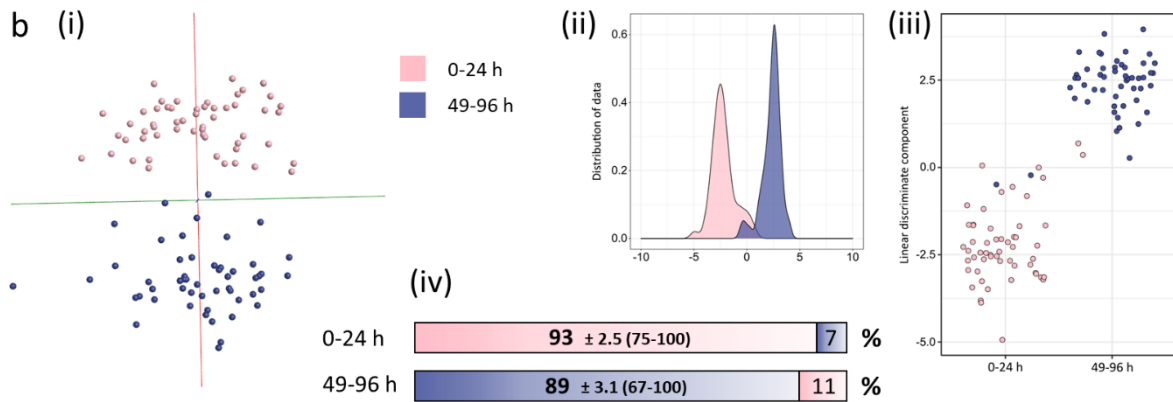 b (i)
0-24 h
49-96 h
(ii)
Distribution of data
0.6
0.4
0.2
0.0
-10
-5
0
5
10
(iii)
Linear discriminate component
2.5
0.0
-2.5
-5.0
0-24 h
49-96 h
(iv)
0-24 h 93 ± 2.5 (75-100) 7 %
49-96 h 89 ± 3.1 (67-100) 11 %